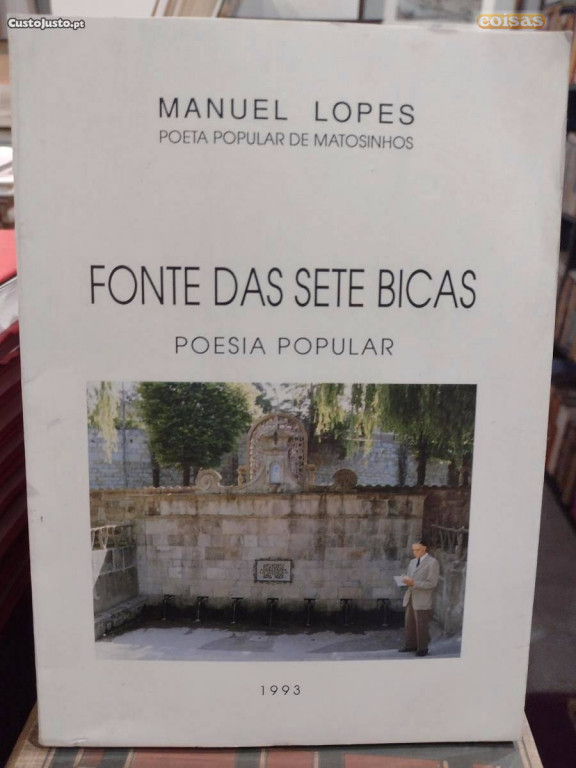 CustoJusto.pt
coisas
MANUEL LOPES
POETA POPULAR DE MATOSINHOS
FONTE DAS SETE BICAS
POESIA POPULAR
1993